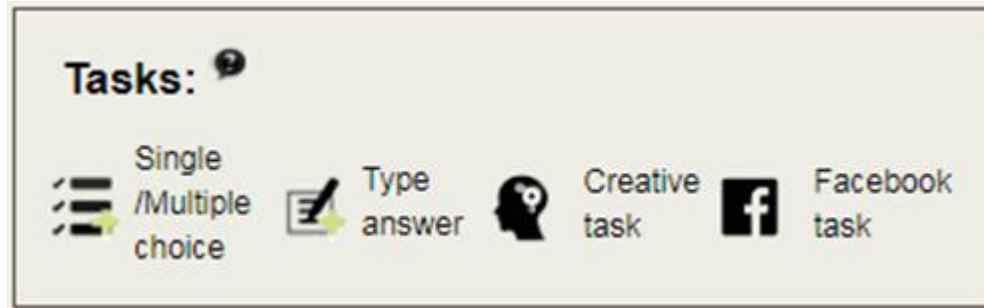 Tasks:
Single
/Multiple
choice
Type
answer
Creative
task
Facebook
task